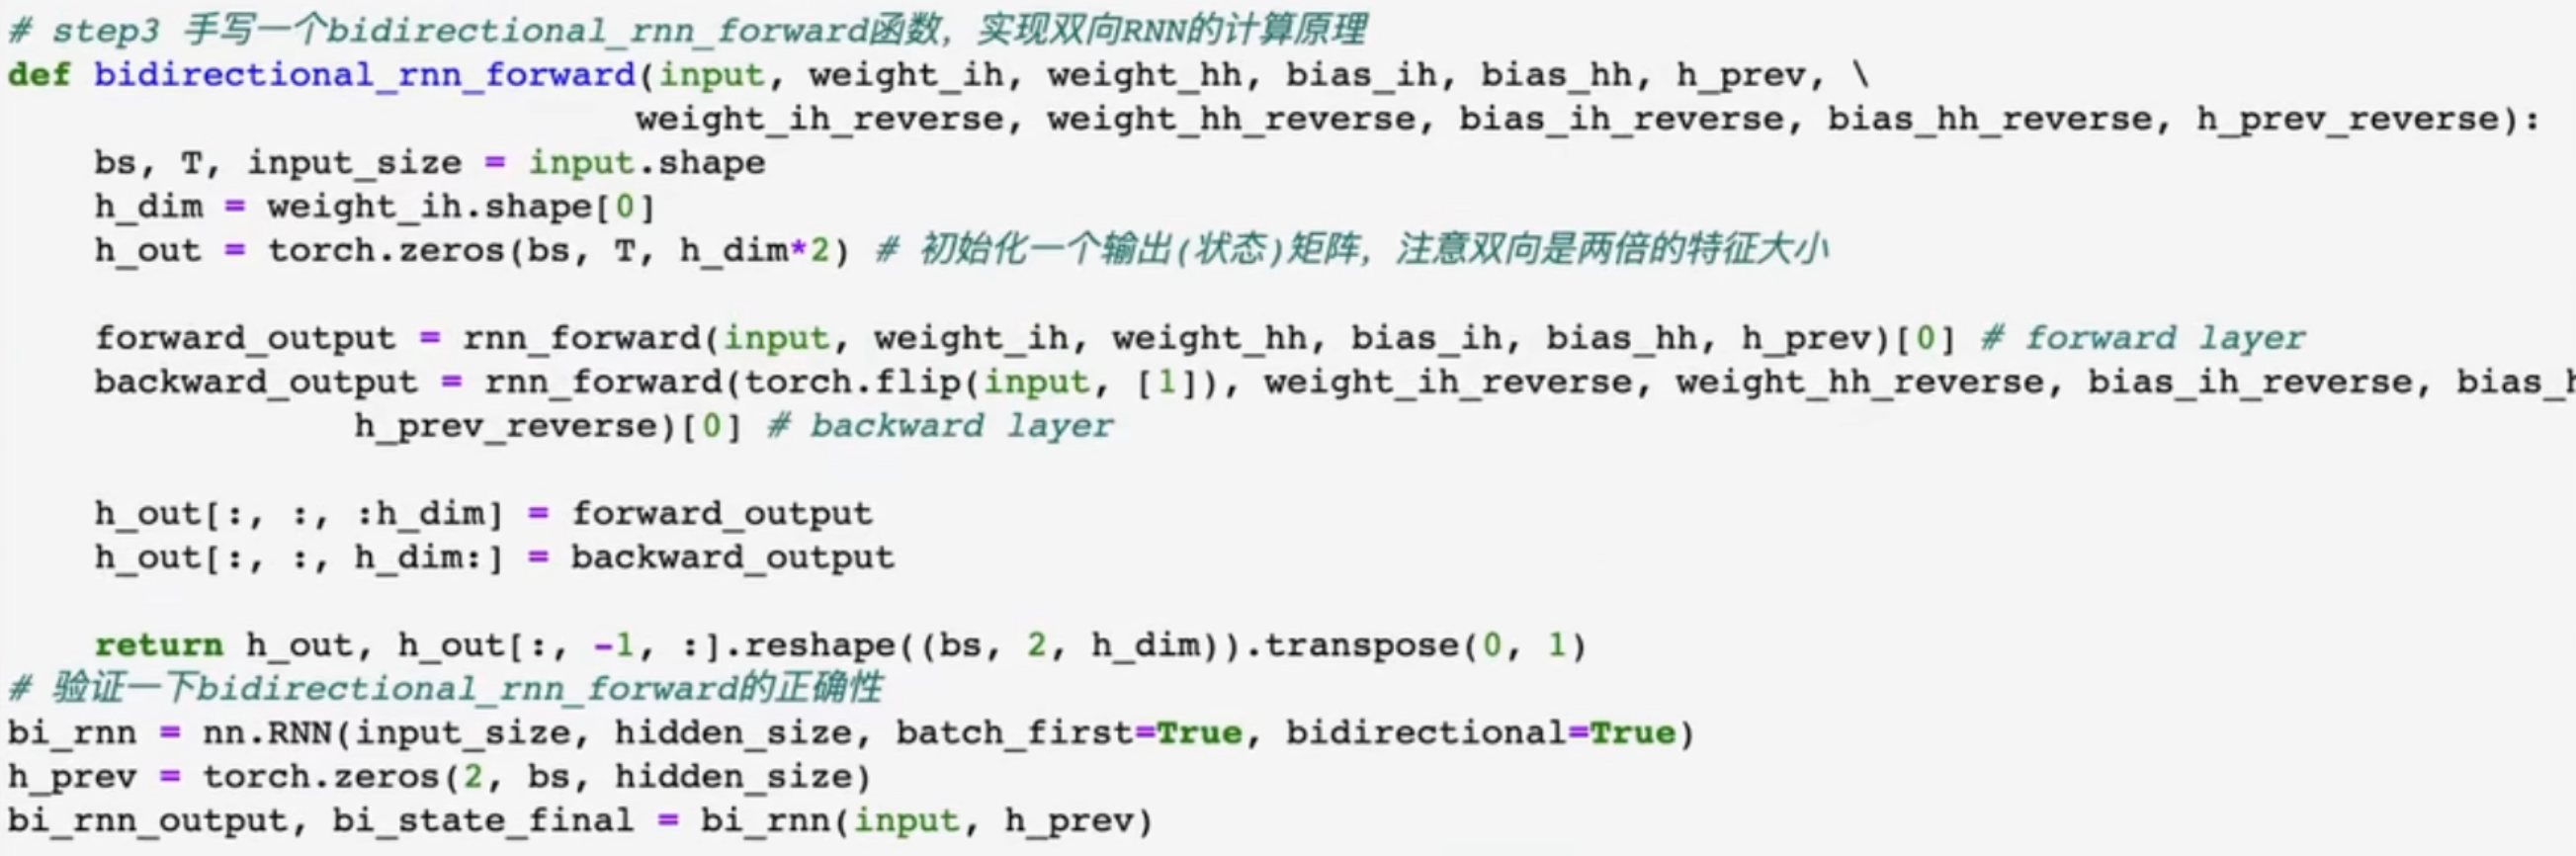 # step3 手写一个bidirectional_rnn_forward函数，实现双向RNN的计算原理
def bidirectional_rnn_forward(input, weight_ih, weight_hh, bias_ih, bias_hh, h_prev, \
                             weight_ih_reverse, weight_hh_reverse, bias_ih_reverse, bias_hh_reverse, h_prev_reverse):
    bs, T, input_size = input.shape
    h_dim = weight_ih.shape[0]
    h_out = torch.zeros(bs, T, h_dim*2) # 初始化一个输出(状态)矩阵，注意双向是两倍的特征大小
    forward_output = rnn_forward(input, weight_ih, weight_hh, bias_ih, bias_hh, h_prev)[0] # forward layer
    backward_output = rnn_forward(torch.flip(input, [1]), weight_ih_reverse, weight_hh_reverse, bias_ih_reverse,
                h_prev_reverse)[0] # backward layer
    h_out[:, :, :h_dim] = forward_output
    h_out[:, :, h_dim:] = backward_output
    return h_out, h_out[:, -1, :].reshape((bs, 2, h_dim)).transpose(0, 1)
# 验证一下bidirectional_rnn_forward的正确性
bi_rnn = nn.RNN(input_size, hidden_size, batch_first=True, bidirectional=True)
h_prev = torch.zeros(2, bs, hidden_size)
bi_rnn_output, bi_state_final = bi_rnn(input, h_prev)